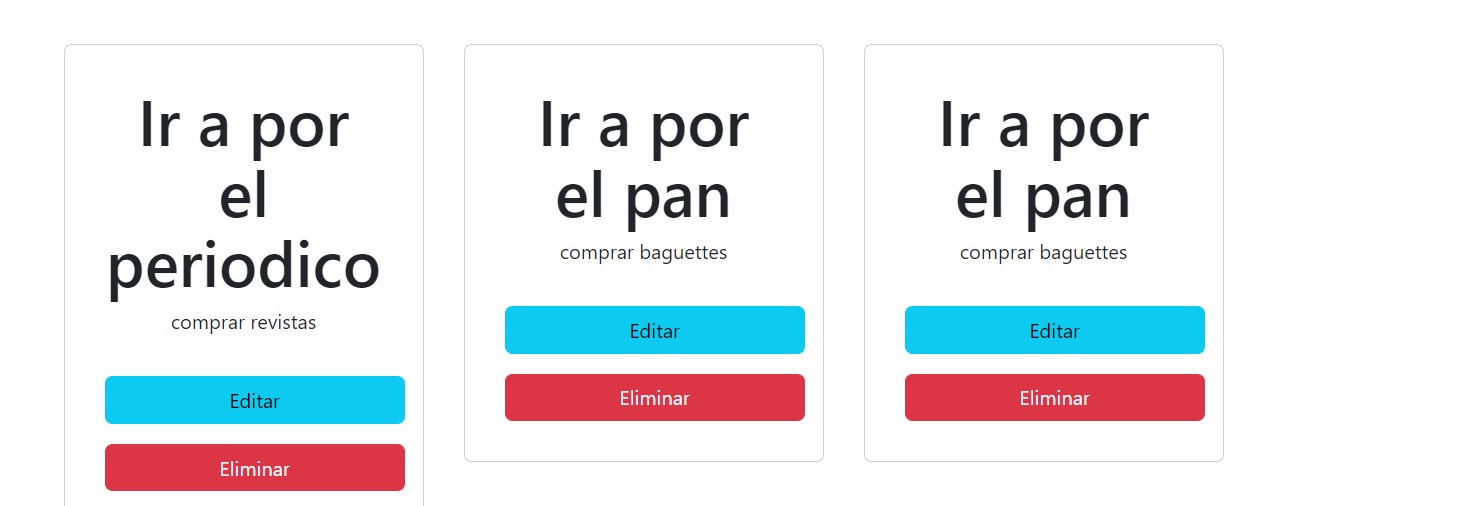 Ir a por
el
periodico
comprar revistas
Editar
Eliminar
Ir a por
el pan
comprar baguettes
Editar
Eliminar
Ir a por
el pan
comprar baguettes
Editar
Eliminar